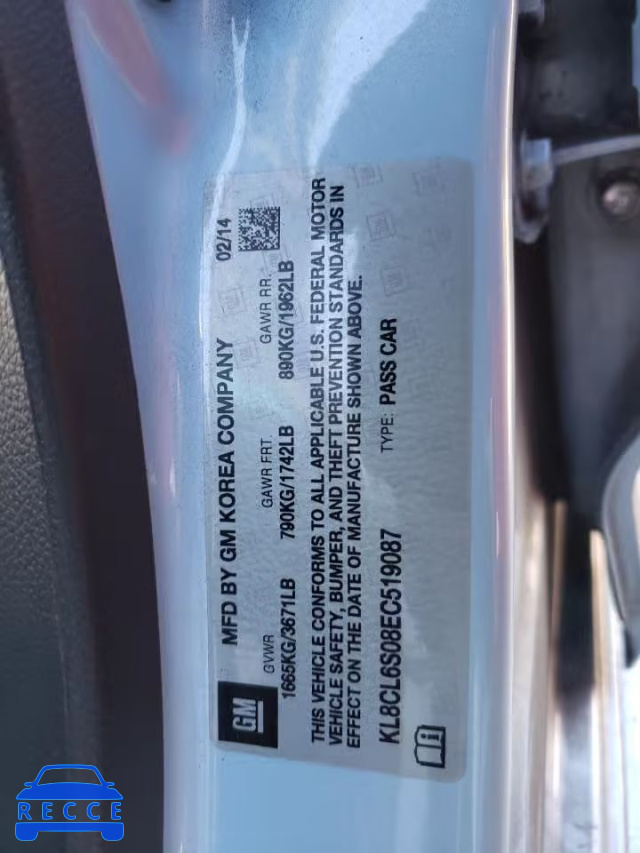 MFD BY GM KOREA COMPANY 02/14
GVWR GAWR FRT. GAWR RR.
1665KG/3671LB 790KG/1742LB 890KG/1962LB
THIS VEHICLE CONFORMS TO ALL APPLICABLE U.S. FEDERAL MOTOR
VEHICLE SAFETY, BUMPER, AND THEFT PREVENTION STANDARDS IN
EFFECT ON THE DATE OF MANUFACTURE SHOWN ABOVE.
KL8CL6S08EC519087 TYPE: PASS CAR
GM
RECCE